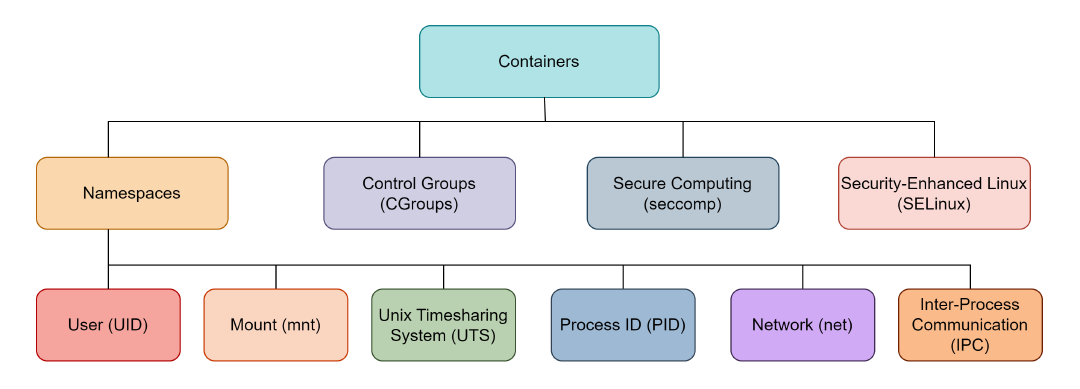 Containers
Namespaces
Control Groups
(CGroups)
Secure Computing
(seccomp)
Security-Enhanced Linux
(SELinux)
User (UID)
Mount (mnt)
Unix Timesharing
System (UTS)
Process ID (PID)
Network (net)
Inter-Process
Communication
(IPC)